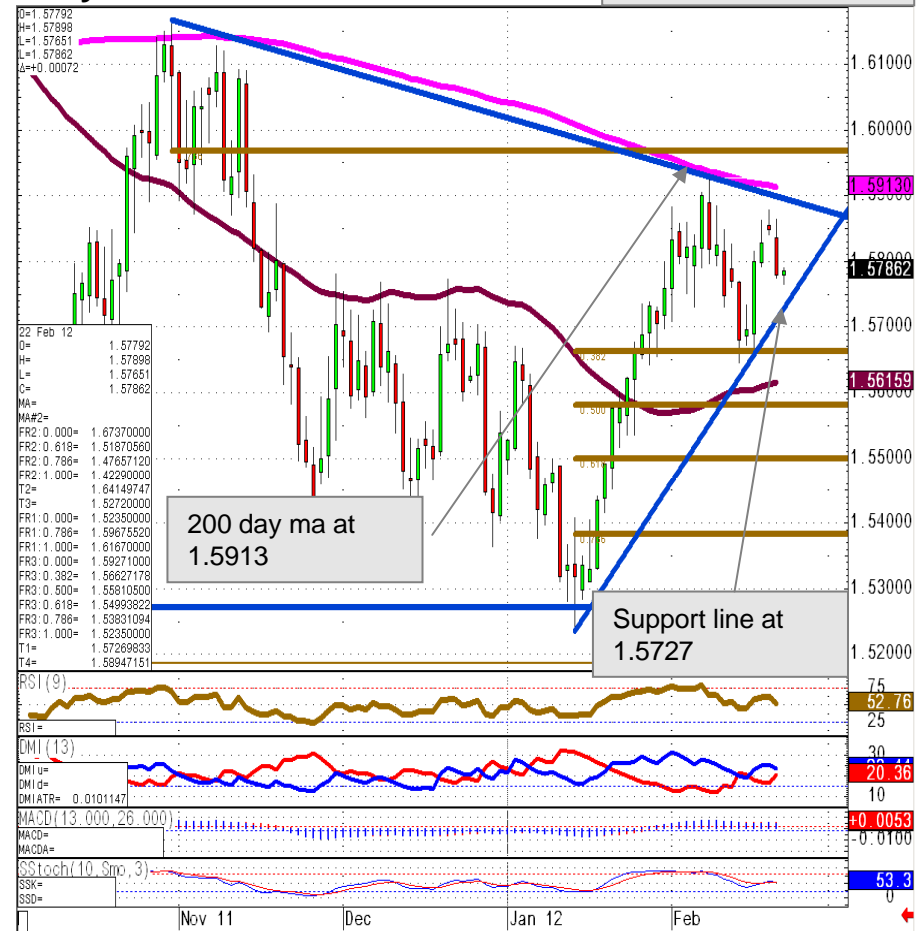 O=1.57792
H=1.57898
L=1.57651
L=1.57862
Δ=+0.00072
1.61000
1.60000
1.59130
1.57862
1.57000
1.56159
1.55000
1.54000
1.53000
1.52000
0.382
0.500
22 Feb 12
O= 1.57792
H= 1.57898
L= 1.57651
C= 1.57862
MA=
MA#2=
FR2:0.000= 1.67370000
FR2:0.618= 1.51870560
FR2:0.786= 1.47657120
FR2:1.000= 1.42290000
T2= 1.64149747
T3= 1.52720000
FR1:0.000= 1.52350000
FR1:0.786= 1.59675520
FR1:1.000= 1.61670000
FR3:0.000= 1.59271000
FR3:0.382= 1.56627178
FR3:0.500= 1.55810500
FR3:0.618= 1.54993822
FR3:0.786= 1.53831094
FR3:1.000= 1.52350000
T1= 1.57269833
T4= 1.58947151
200 day ma at
1.5913
Support line at
1.5727
RSI(9)
75
52.76
25
RSI=
DMI(13)
30
20.36
10
DMIu=
DMId=
DMIATR= 0.0101147
MACD(13.000,26.000)
+0.0053
-0.0100
MACD=
MACDA=
SStoch(10,Smo,3)
53.3
0
SSK=
SSD=
Nov 11
Dec
Jan 12
Feb